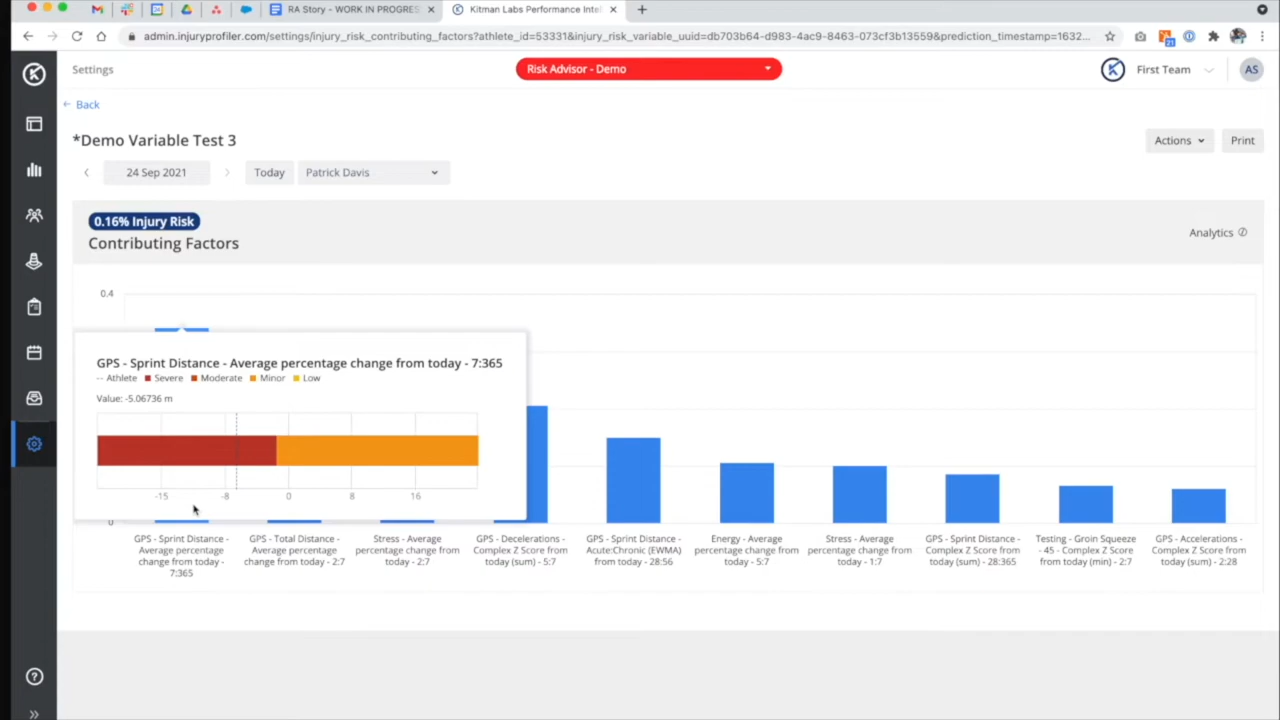 RA Story - WORK IN PROGRES
Kitman Labs Performance Intel
admin.injuryprofiler.com/settings/injury_risk_contributing_factors?athlete_id=53331&injury_risk_variable_uuid=db703b64-d983-4ac9-8463-073cf3b13559&prediction_timestamp=1632...
21
Settings
Risk Advisor - Demo
First Team
AS
Back
*Demo Variable Test 3
Actions
Print
24 Sep 2021
Today
Patrick Davis
0.16% Injury Risk
Contributing Factors
Analytics
0.4
GPS - Sprint Distance - Average percentage change from today - 7:365
-- Athlete Severe Moderate Minor Low
Value: -5.06736 m
-15 -8 0 8 16
0
GPS - Sprint Distance -
Average percentage
change from today -
7:365
GPS - Total Distance -
Average percentage
change from today - 2:7
Stress - Average
percentage change from
today - 2:7
GPS - Decelerations -
Complex Z Score from
today (sum) - 5:7
GPS - Sprint Distance -
Acute:Chronic (EWMA)
from today - 28:56
Energy - Average
percentage change from
today - 5:7
Stress - Average
percentage change from
today - 1:7
GPS - Sprint Distance -
Complex Z Score from
today (sum) - 28:365
Testing - Groin Squeeze
- 45 - Complex Z Score
from today (min) - 2:7
GPS - Accelerations -
Complex Z Score from
today (sum) - 2:28